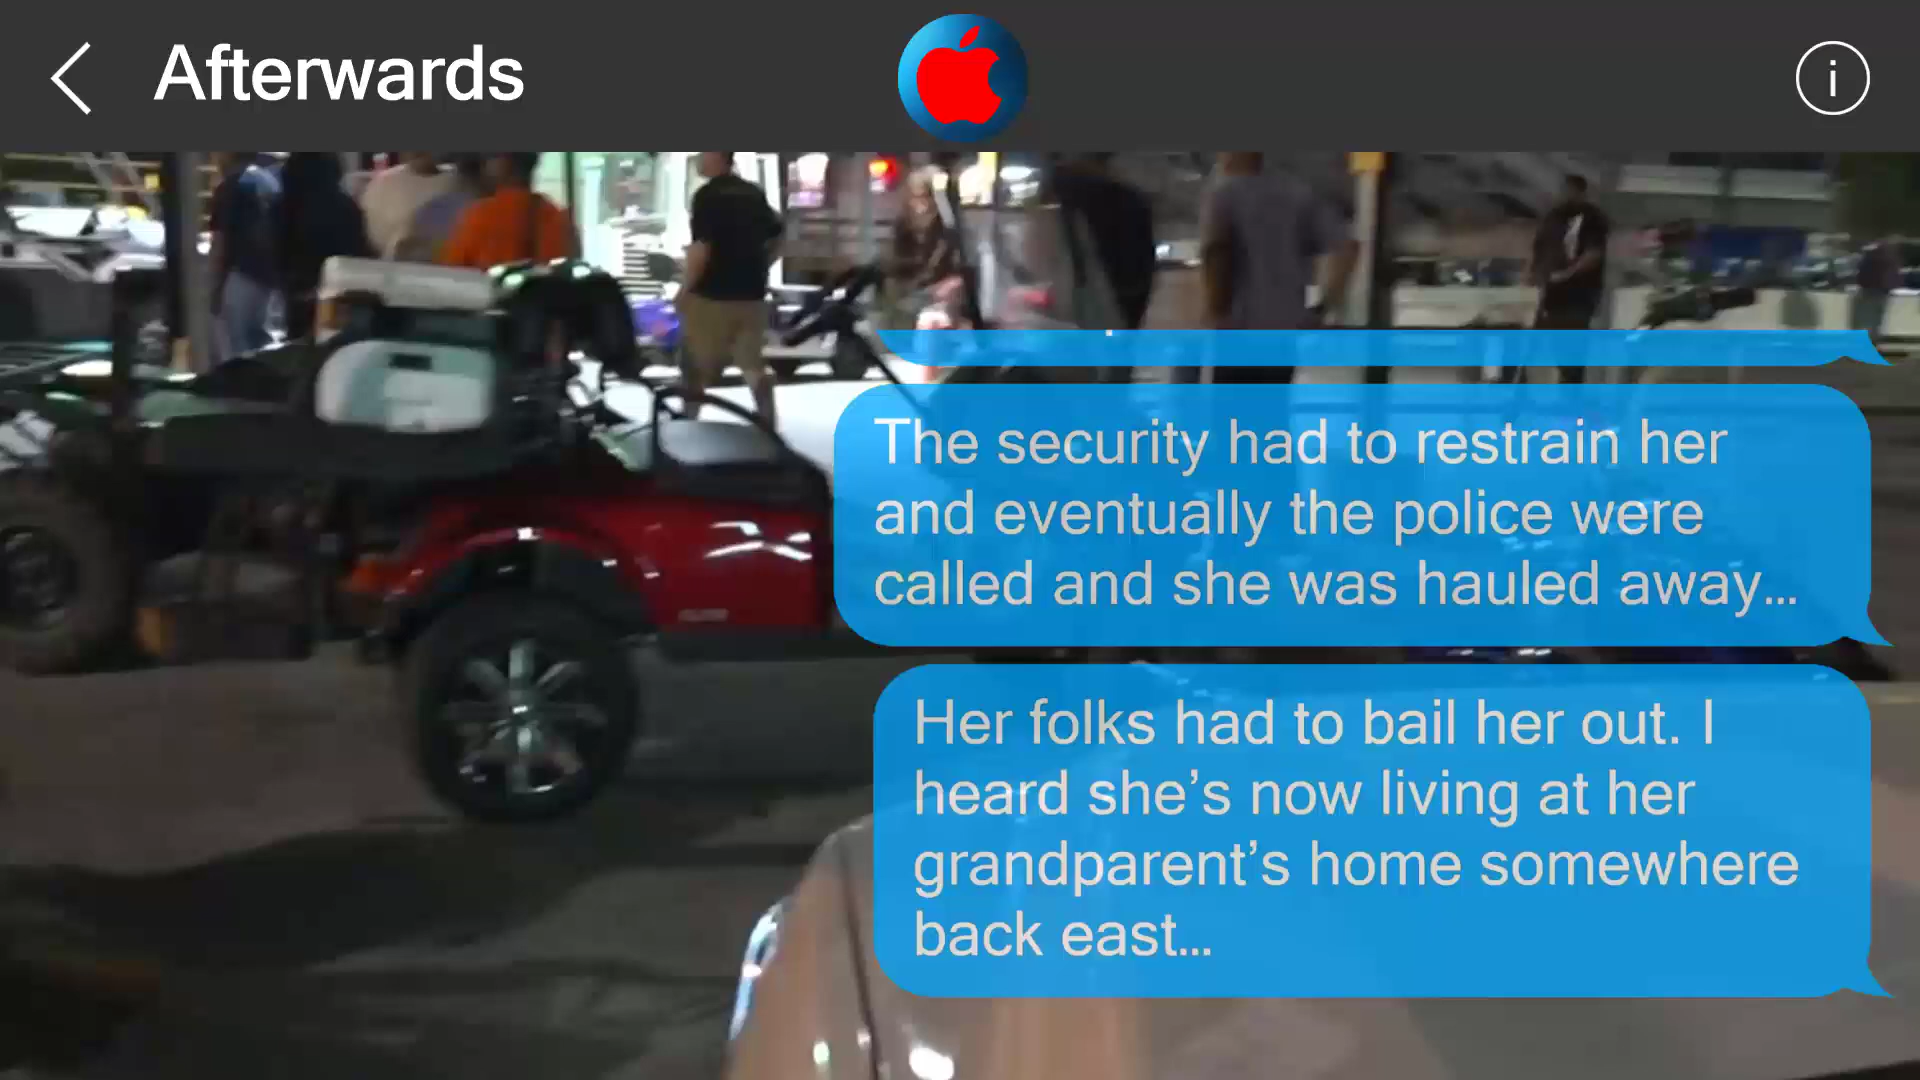 Afterwards
The security had to restrain her
and eventually the police were
called and she was hauled away...
Her folks had to bail her out. I
heard she’s now living at her
grandparent’s home somewhere
back east...